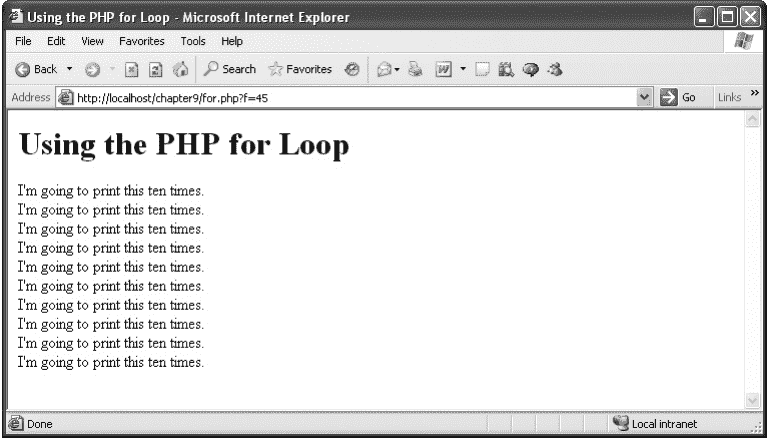 Using the PHP for Loop - Microsoft Internet Explorer
File Edit View Favorites Tools Help
Back Search Favorites
Address http://localhost/chapter9/for.php?f=45 Go Links »
Using the PHP for Loop
I'm going to print this ten times.
I'm going to print this ten times.
I'm going to print this ten times.
I'm going to print this ten times.
I'm going to print this ten times.
I'm going to print this ten times.
I'm going to print this ten times.
I'm going to print this ten times.
I'm going to print this ten times.
I'm going to print this ten times.
Done Local intranet